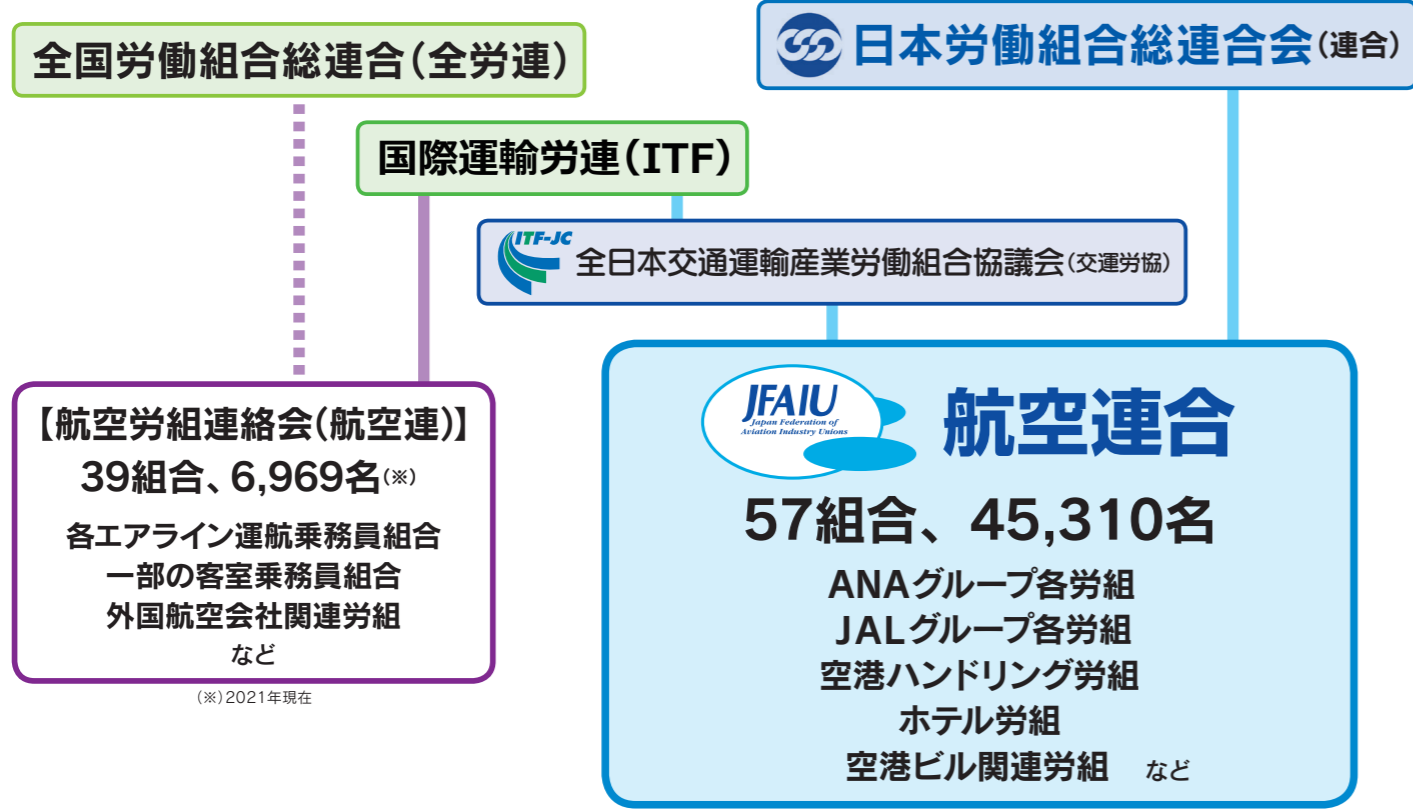 全国労働組合総連合(全労連)
日本労働組合総連合会(連合)
国際運輸労連(ITF)
ITF-JC
全日本交通運輸産業労働組合協議会(交運労協)
【航空労組連絡会(航空連)】
39組合、6,969名(※)
各エアライン運航乗務員組合
一部の客室乗務員組合
外国航空会社関連労組
など
(※)2021年現在
JFAIU
Japan Federation of
Aviation Industry Unions
航空連合
57組合、45,310名
ANAグループ各労組
JALグループ各労組
空港ハンドリング労組
ホテル労組
空港ビル関連労組 など